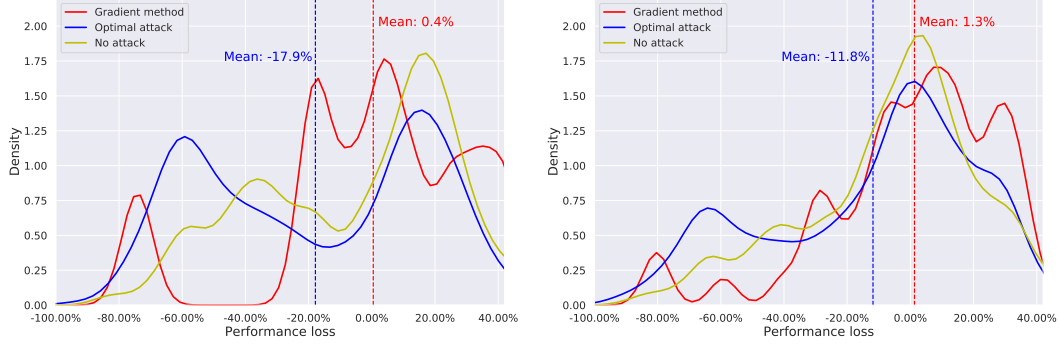 Gradient method
Optimal attack
No attack
Mean: 0.4%
Mean: -17.9%
2.00
1.75
1.50
1.25
1.00
0.75
0.50
0.25
0.00
Density
-100.00% -80.00% -60.00% -40.00% -20.00% 0.00% 20.00% 40.00%
Performance loss
Gradient method
Optimal attack
No attack
Mean: 1.3%
Mean: -11.8%
2.00
1.75
1.50
1.25
1.00
0.75
0.50
0.25
0.00
Density
-100.00% -80.00% -60.00% -40.00% -20.00% 0.00% 20.00% 40.00%
Performance loss